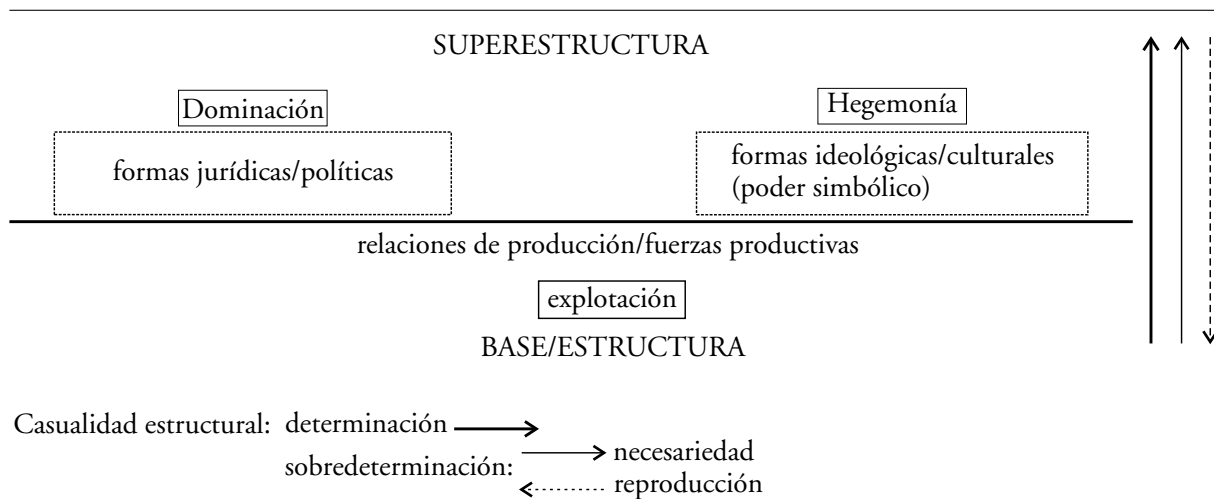 SUPERESTRUCTURA
Dominación
Hegemonía
formas jurídicas/políticas
formas ideológicas/culturales
(poder simbólico)
relaciones de producción/fuerzas productivas
explotación
BASE/ESTRUCTURA
Casualidad estructural: determinación
sobredeterminación: necesariedad
reproducción